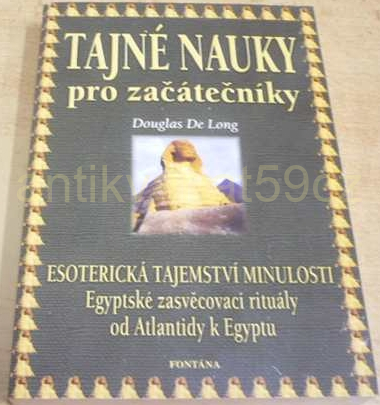 TAJNÉ NAUKY
pro začátečníky
Douglas De Long
ESOTERICKÁ TAJEMSTVÍ MINULOSTI
Egyptské zasvěcovací rituály
od Atlantidy k Egyptu
FONTÁNA